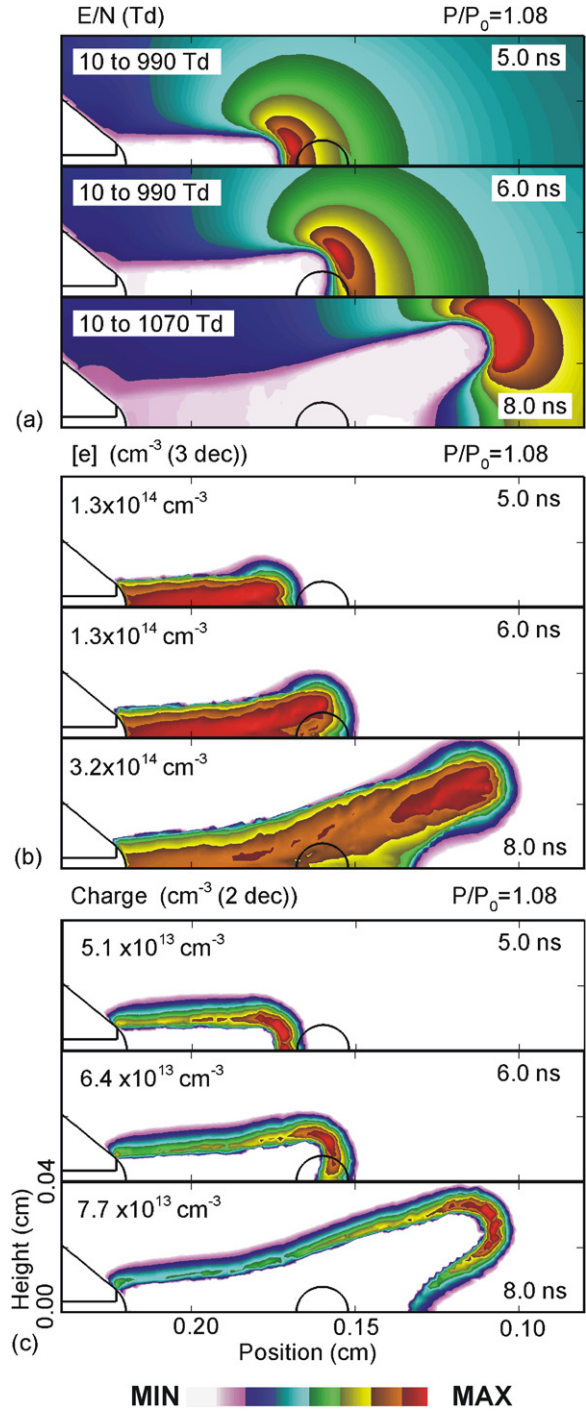 E/N (Td) P/P₀=1.08
10 to 990 Td 5.0 ns
10 to 990 Td 6.0 ns
10 to 1070 Td
8.0 ns
(a)
[e] (cm⁻³ (3 dec)) P/P₀=1.08
1.3x10¹⁴ cm⁻³ 5.0 ns
1.3x10¹⁴ cm⁻³ 6.0 ns
3.2x10¹⁴ cm⁻³
8.0 ns
(b)
Charge (cm⁻³ (2 dec)) P/P₀=1.08
5.1 x10¹³ cm⁻³ 5.0 ns
6.4 x10¹³ cm⁻³ 6.0 ns
7.7 x10¹³ cm⁻³
8.0 ns
0.04
Height (cm)
0.00
(c)
0.20 0.15 0.10
Position (cm)
MIN MAX